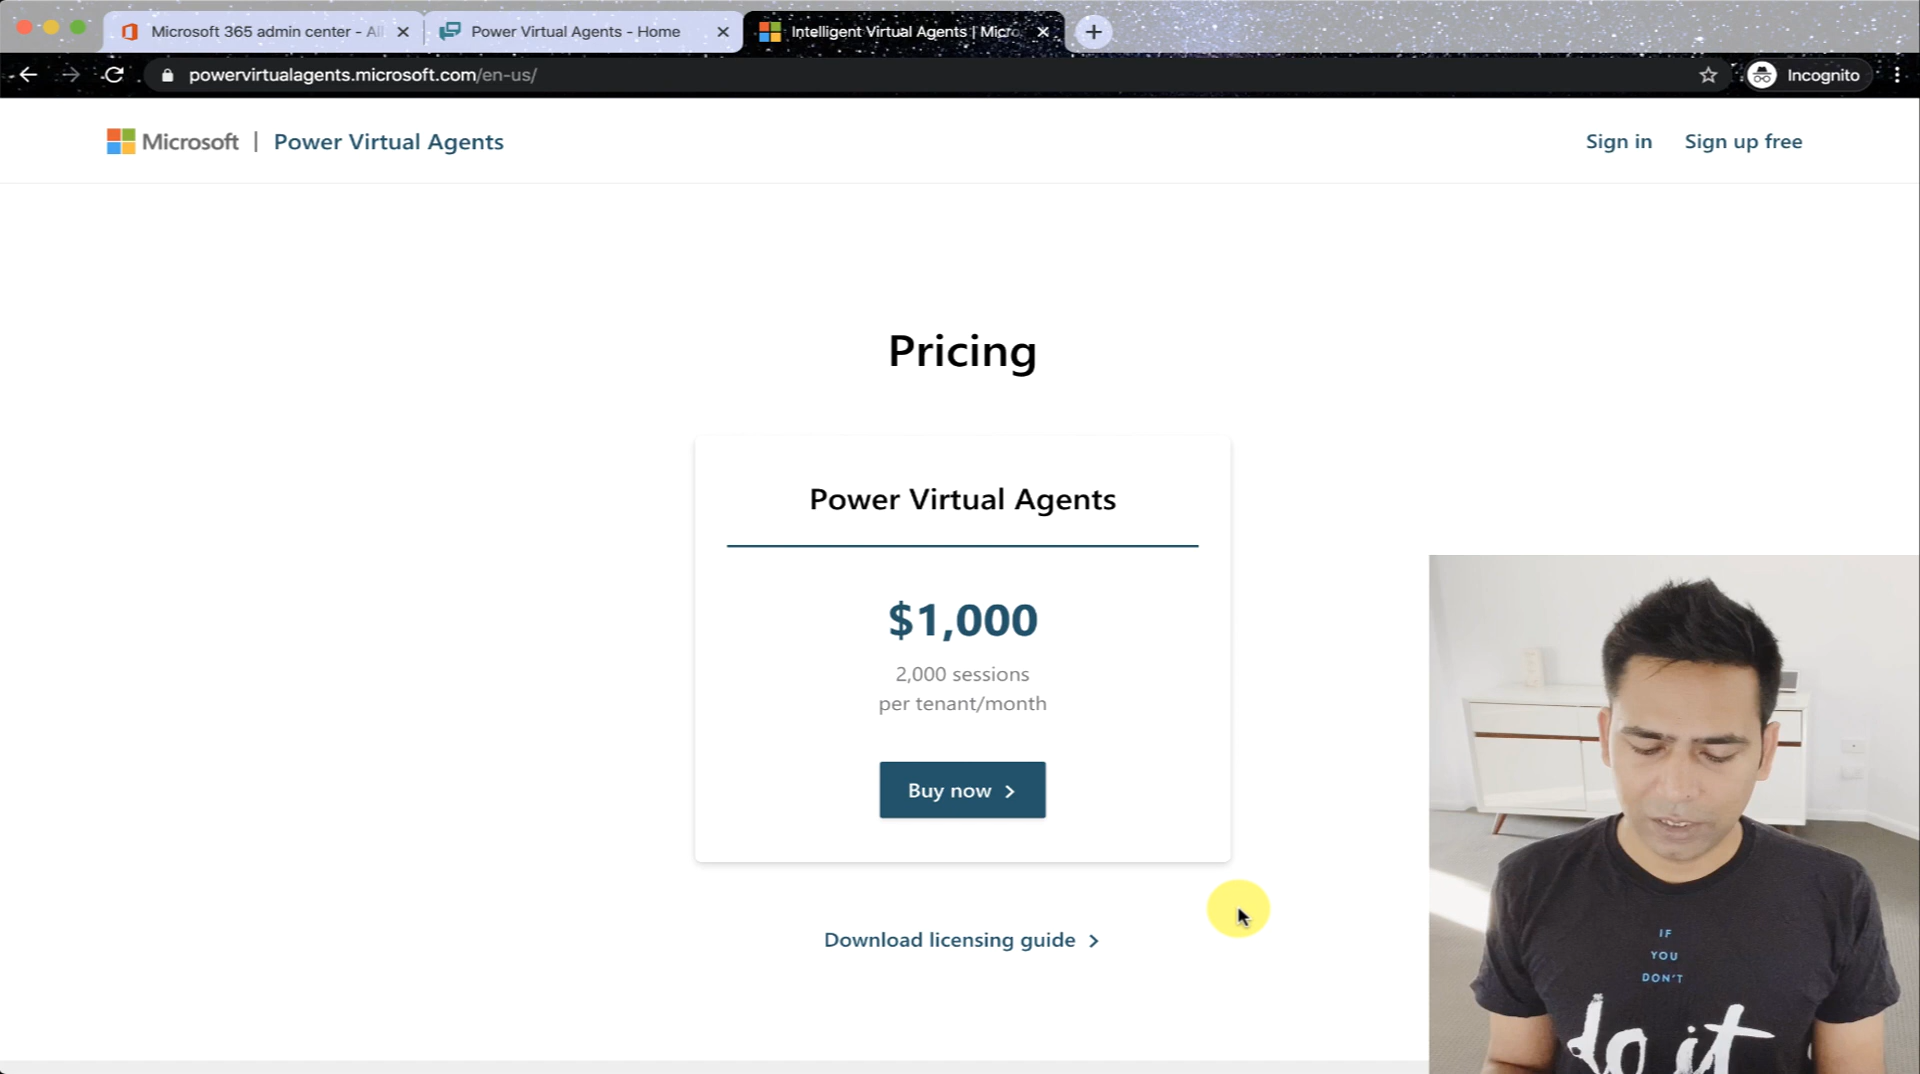 Microsoft 365 admin center - All
Power Virtual Agents - Home
Intelligent Virtual Agents | Micro
powervirtualagents.microsoft.com/en-us/
Incognito
Microsoft | Power Virtual Agents
Sign in
Sign up free
Pricing
Power Virtual Agents
$1,000
2,000 sessions
per tenant/month
Buy now
Download licensing guide
IF
YOU
DON'T
do it